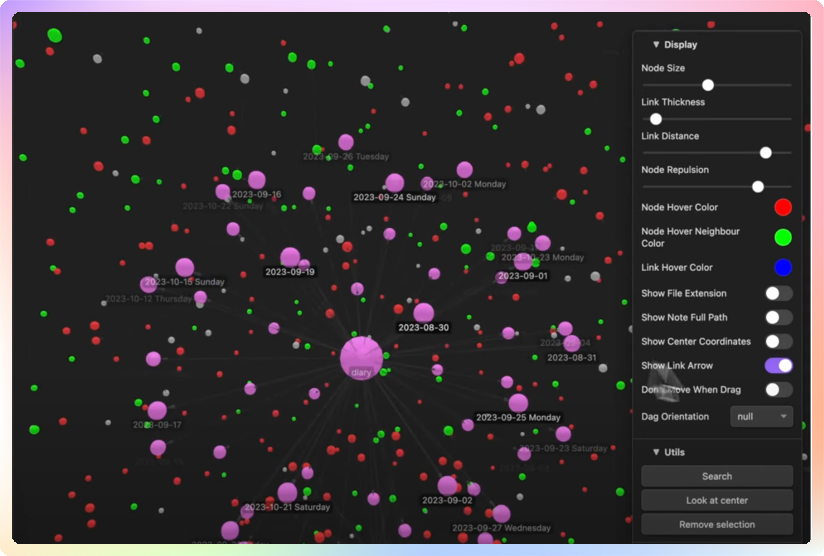 2023-09-26 Tuesday
2023-09-16
2023-10-22 Sunday
2023-09-24 Sunday
2023-10-02 Monday
2023-10-23 Monday
2023-09-19
2023-09-01
2023-10-15 Sunday
2023-10-12 Thursday
2023-08-30
2023-08-31
diary
2023-09-17
2023-09-25 Monday
2023-09-23 Saturday
2023-10-21 Saturday
2023-09-02
2023-09-27 Wednesday
▼ Display
Node Size
Link Thickness
Link Distance
Node Repulsion
Node Hover Color
Node Hover Neighbour
Color
Link Hover Color
Show File Extension
Show Note Full Path
Show Center Coordinates
Show Link Arrow
Don't Move When Drag
Dag Orientation
null
▼ Utils
Search
Look at center
Remove selection